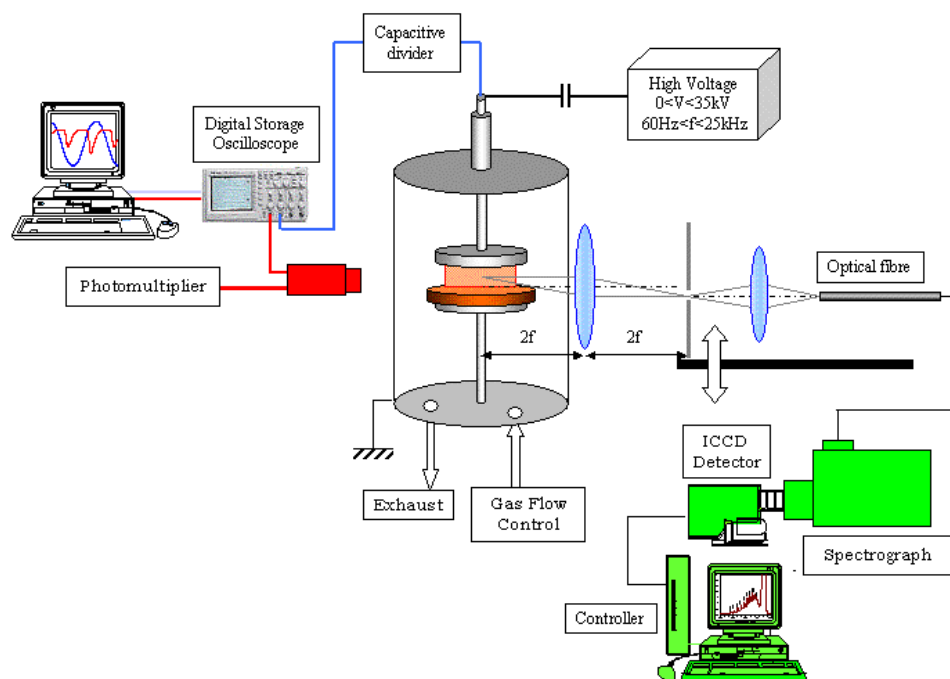 Capacitive
divider
High Voltage
0<V<35kV
60Hz<f<25kHz
Digital Storage
Oscilloscope
Photomultiplier
Optical fibre
2f
2f
ICCD
Detector
Exhaust
Gas Flow
Control
Spectrograph
Controller